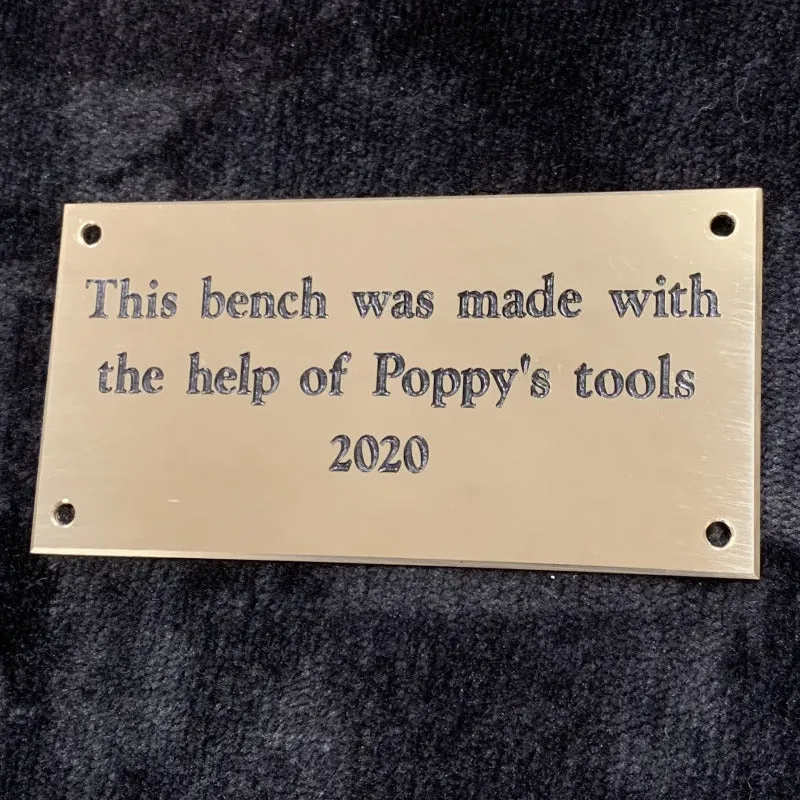 This bench was made with
the help of Poppy's tools
2020